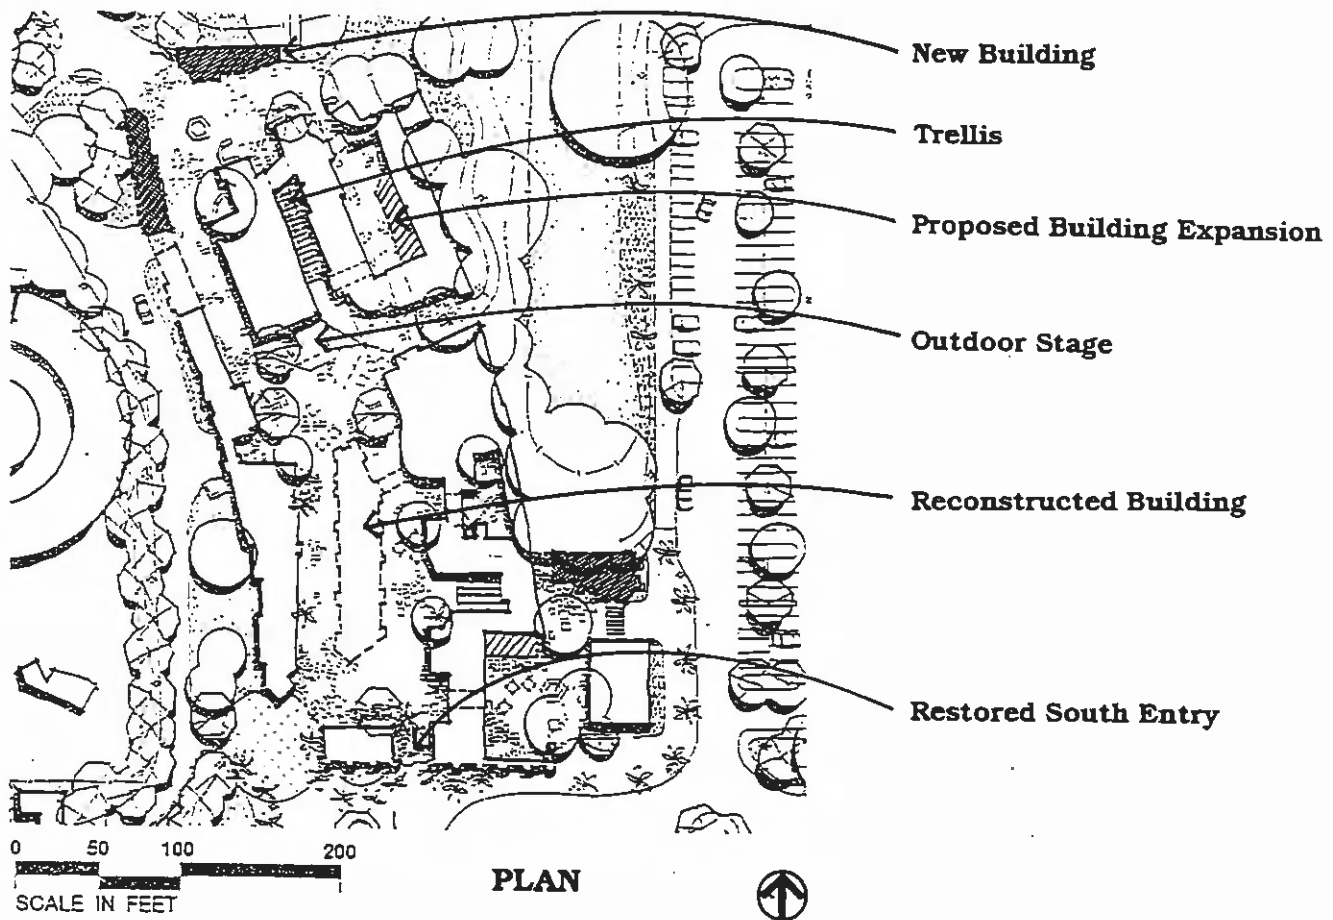 New Building
Trellis
Proposed Building Expansion
Outdoor Stage
Reconstructed Building
Restored South Entry
0 50 100 200
SCALE IN FEET
PLAN